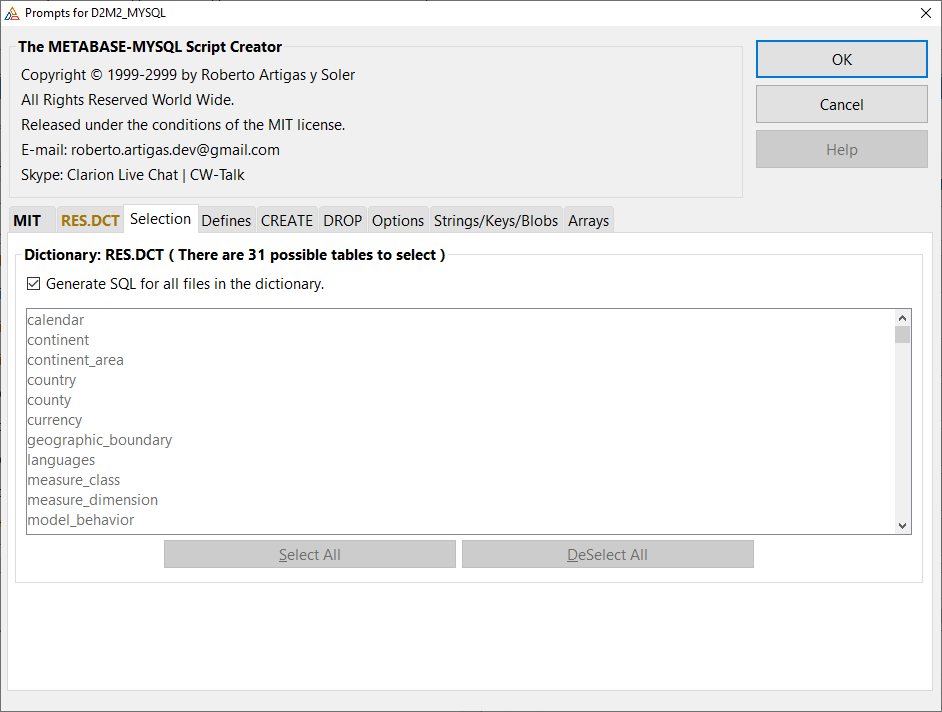 Prompts for D2M2_MYSQL
The METABASE-MYSQL Script Creator
Copyright © 1999-2999 by Roberto Artigas y Soler
All Rights Reserved World Wide.
Released under the conditions of the MIT license.
E-mail: roberto.artigas.dev@gmail.com
Skype: Clarion Live Chat | CW-Talk
OK
Cancel
Help
MIT RES.DCT Selection Defines CREATE DROP Options Strings/Keys/Blobs Arrays
Dictionary: RES.DCT ( There are 31 possible tables to select )
Generate SQL for all files in the dictionary.
calendar
continent
continent_area
country
county
currency
geographic_boundary
languages
measure_class
measure_dimension
model_behavior
Select All DeSelect All